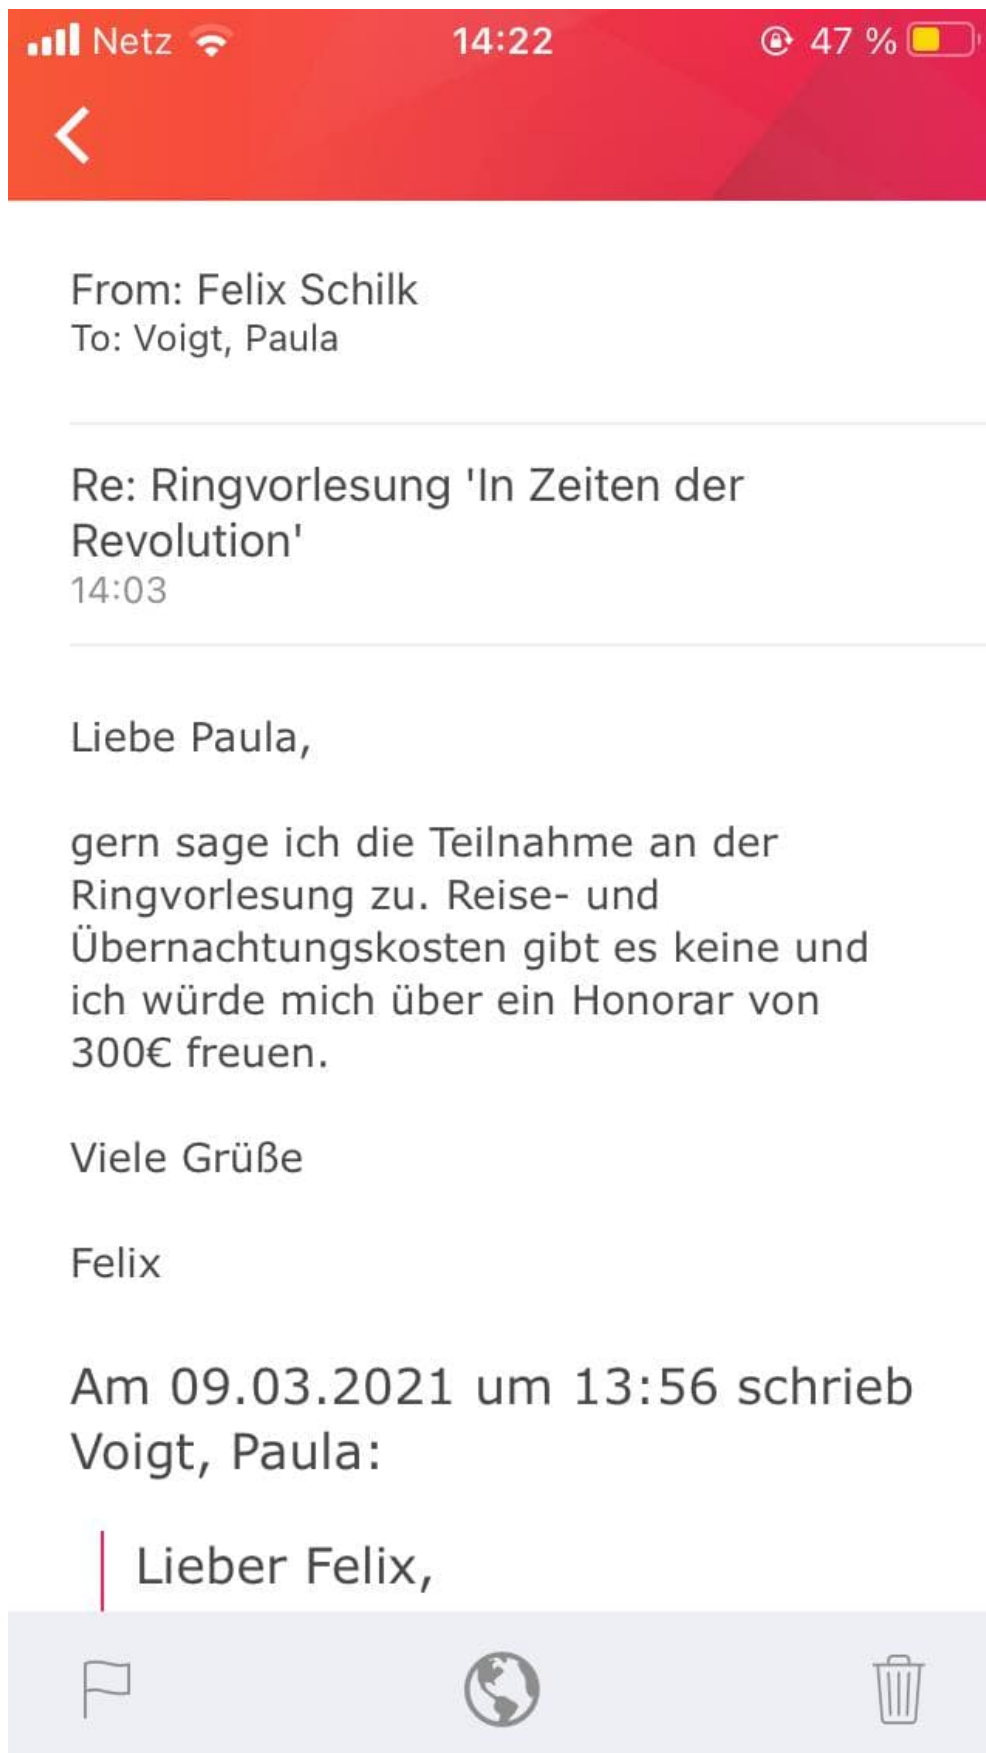 Netz 14:22 47 %
From: Felix Schilk
To: Voigt, Paula
Re: Ringvorlesung 'In Zeiten der
Revolution'
14:03
Liebe Paula,
gern sage ich die Teilnahme an der
Ringvorlesung zu. Reise- und
Übernachtungskosten gibt es keine und
ich würde mich über ein Honorar von
300€ freuen.
Viele Grüße
Felix
Am 09.03.2021 um 13:56 schrieb
Voigt, Paula:
Lieber Felix,